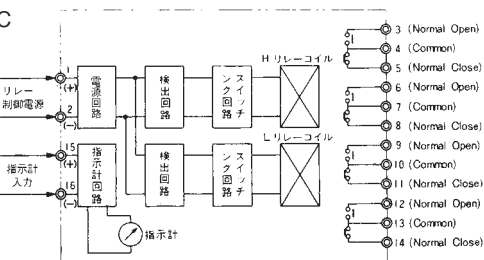 C
リレー
制御電源
指示計
入力
1
(+)
2
(−)
15
(+)
16
(−)
電源回路
指示計回路
検出回路
スイッチ
ンク回路
検出回路
スイッチ
ンク回路
H リレーコイル
L リレーコイル
指示計
3 (Normal Open)
4 (Common)
5 (Normal Close)
6 (Normal Open)
7 (Common)
8 (Normal Close)
9 (Normal Open)
10 (Common)
11 (Normal Close)
12 (Normal Open)
13 (Common)
14 (Normal Close)